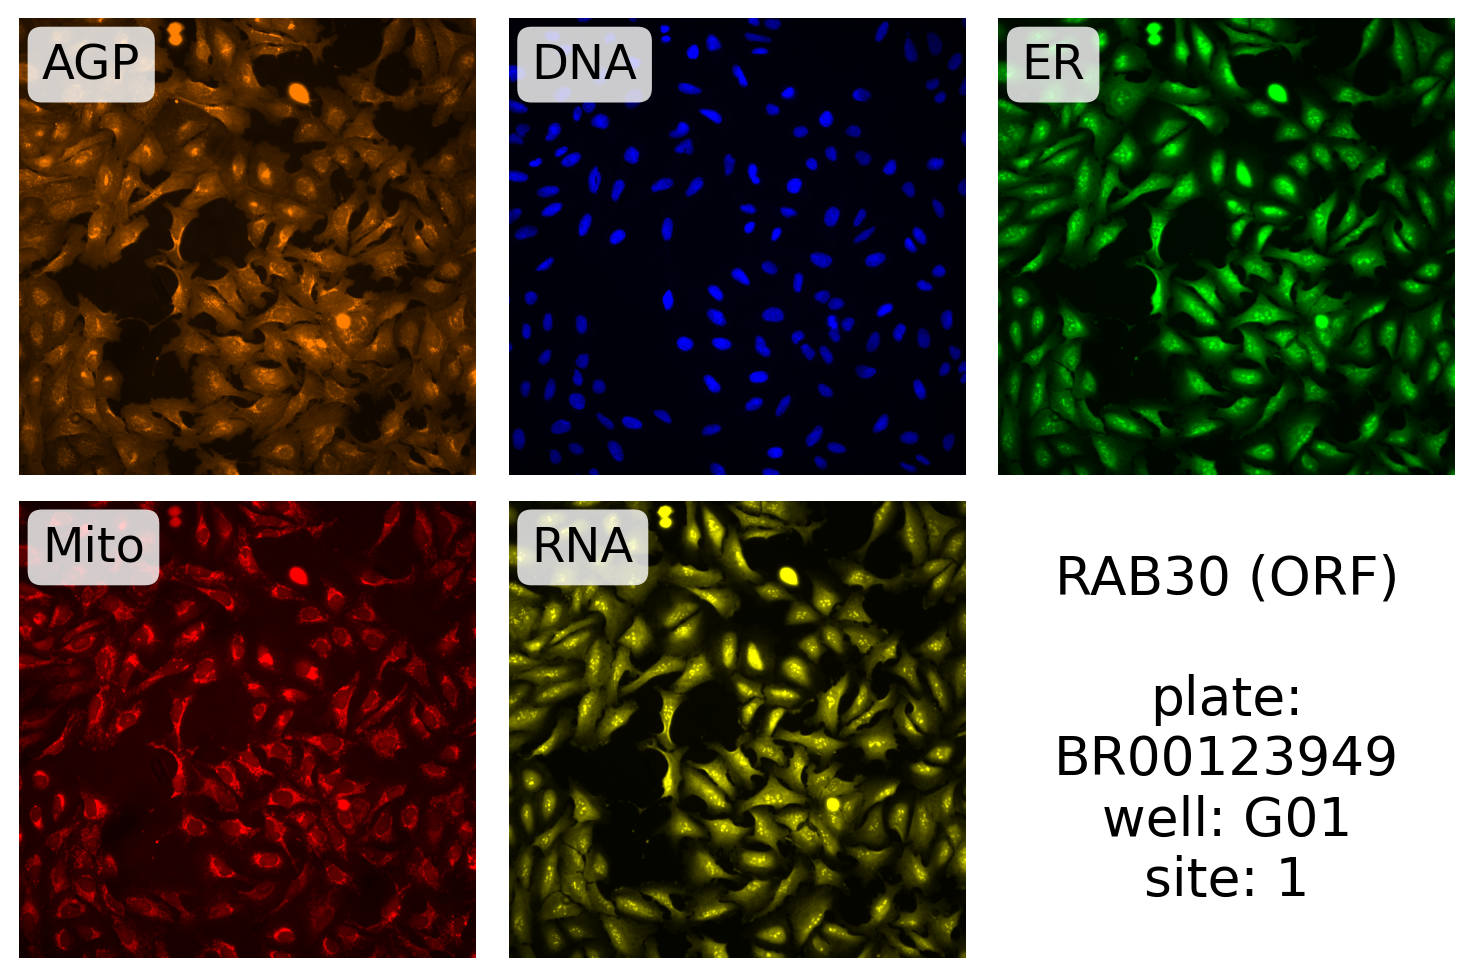 AGP
DNA
ER
Mito
RNA
RAB30 (ORF)
plate:
BR00123949
well: G01
site: 1